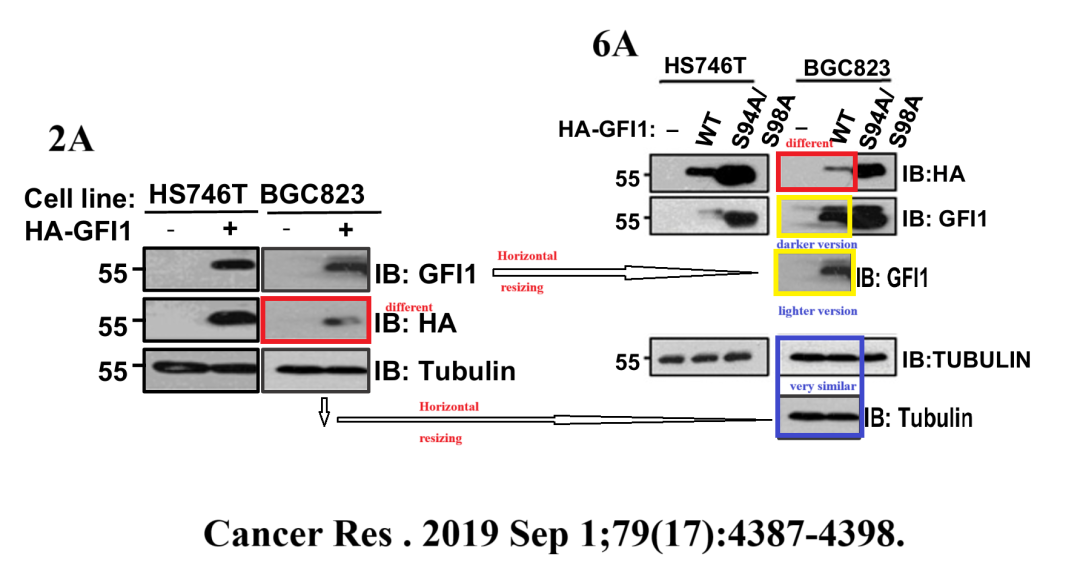 6A
HS746T
BGC823
HA-GFI1: – WT S94A/ S98A – WT S94A/ S98A
different
55 IB:HA
55 IB: GFI1
darker version
IB: GFI1
lighter version
55 IB:TUBULIN
very similar
IB: Tubulin
2A
Cell line: HS746T BGC823
HA-GFI1 - + - +
55 IB: GFI1
Horizontal
resizing
different
55 IB: HA
55 IB: Tubulin
Horizontal
resizing
Cancer Res . 2019 Sep 1;79(17):4387-4398.